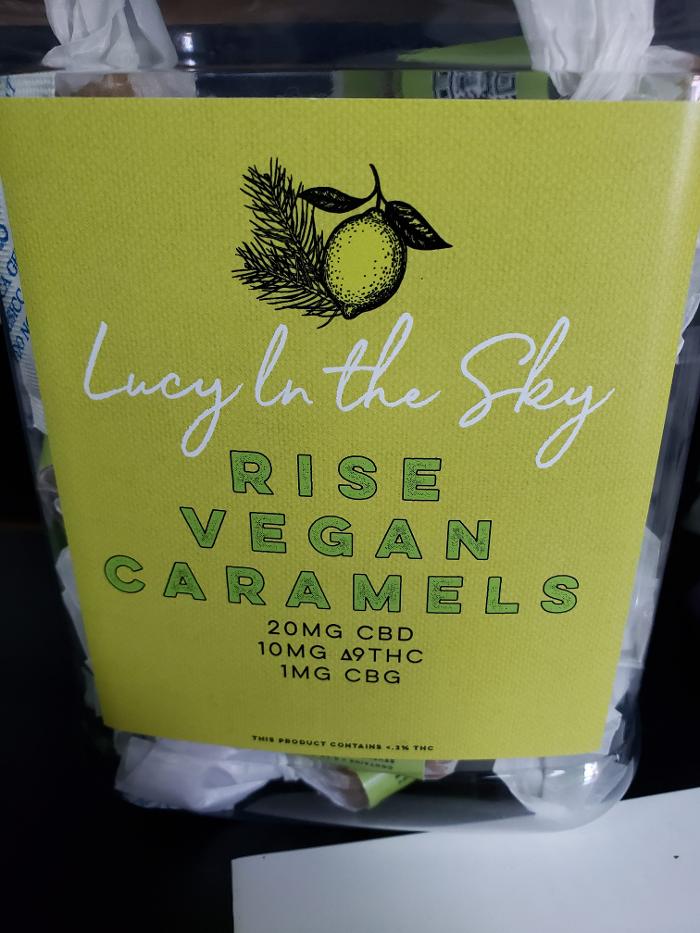 Lucy In the Sky
RISE
VEGAN
CARAMELS
20MG CBD
10MG Δ9THC
1MG CBG
THIS PRODUCT CONTAINS <.3% THC